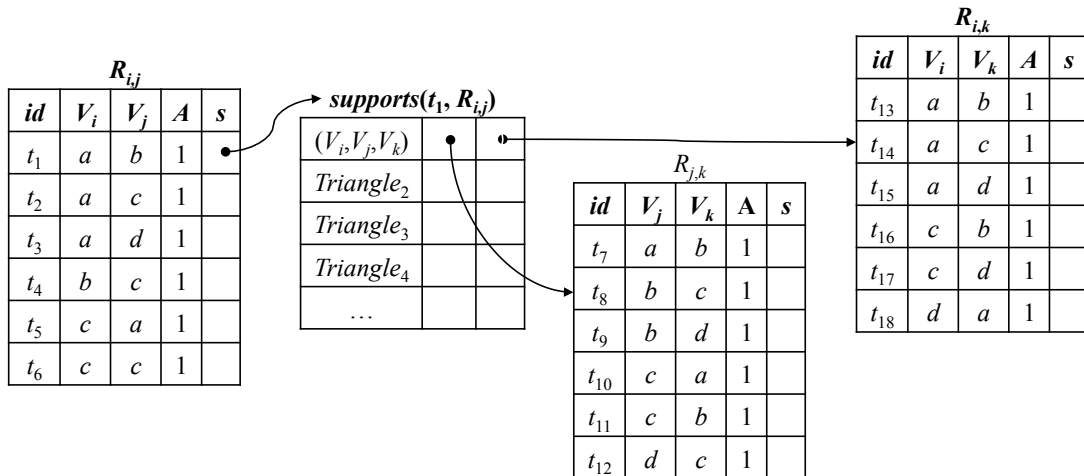 R_{i,j}
id V_i V_j A s
t_1 a b 1
t_2 a c 1
t_3 a d 1
t_4 b c 1
t_5 c a 1
t_6 c c 1
supports(t_1, R_{i,j})
(V_i,V_j,V_k)
Triangle_2
Triangle_3
Triangle_4
…
R_{j,k}
id V_j V_k A s
t_7 a b 1
t_8 b c 1
t_9 b d 1
t_10 c a 1
t_11 c b 1
t_12 d c 1
R_{i,k}
id V_i V_k A s
t_13 a b 1
t_14 a c 1
t_15 a d 1
t_16 c b 1
t_17 c d 1
t_18 d a 1